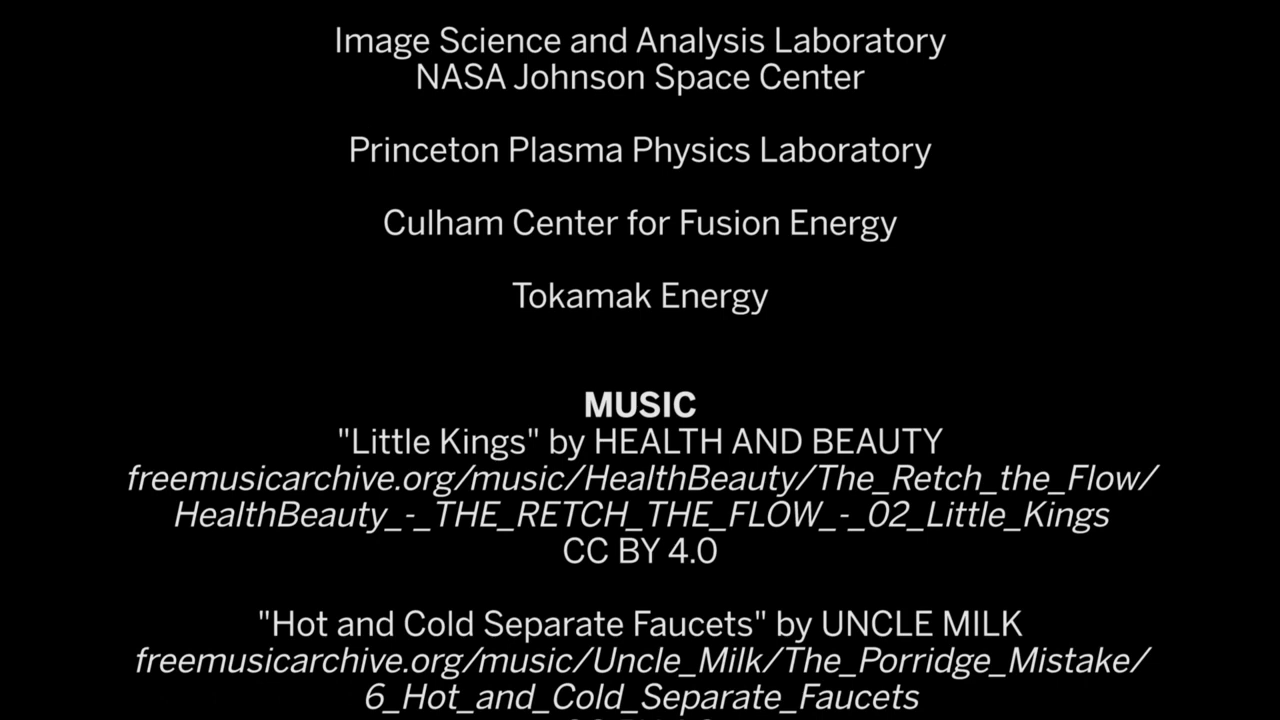 Image Science and Analysis Laboratory
NASA Johnson Space Center
Princeton Plasma Physics Laboratory
Culham Center for Fusion Energy
Tokamak Energy
MUSIC
"Little Kings" by HEALTH AND BEAUTY
freemusicarchive.org/music/HealthBeauty/The_Retch_the_Flow/
HealthBeauty_-_THE_RETCH_THE_FLOW_-_02_Little_Kings
CC BY 4.0
"Hot and Cold Separate Faucets" by UNCLE MILK
freemusicarchive.org/music/Uncle_Milk/The_Porridge_Mistake/
6_Hot_and_Cold_Separate_Faucets